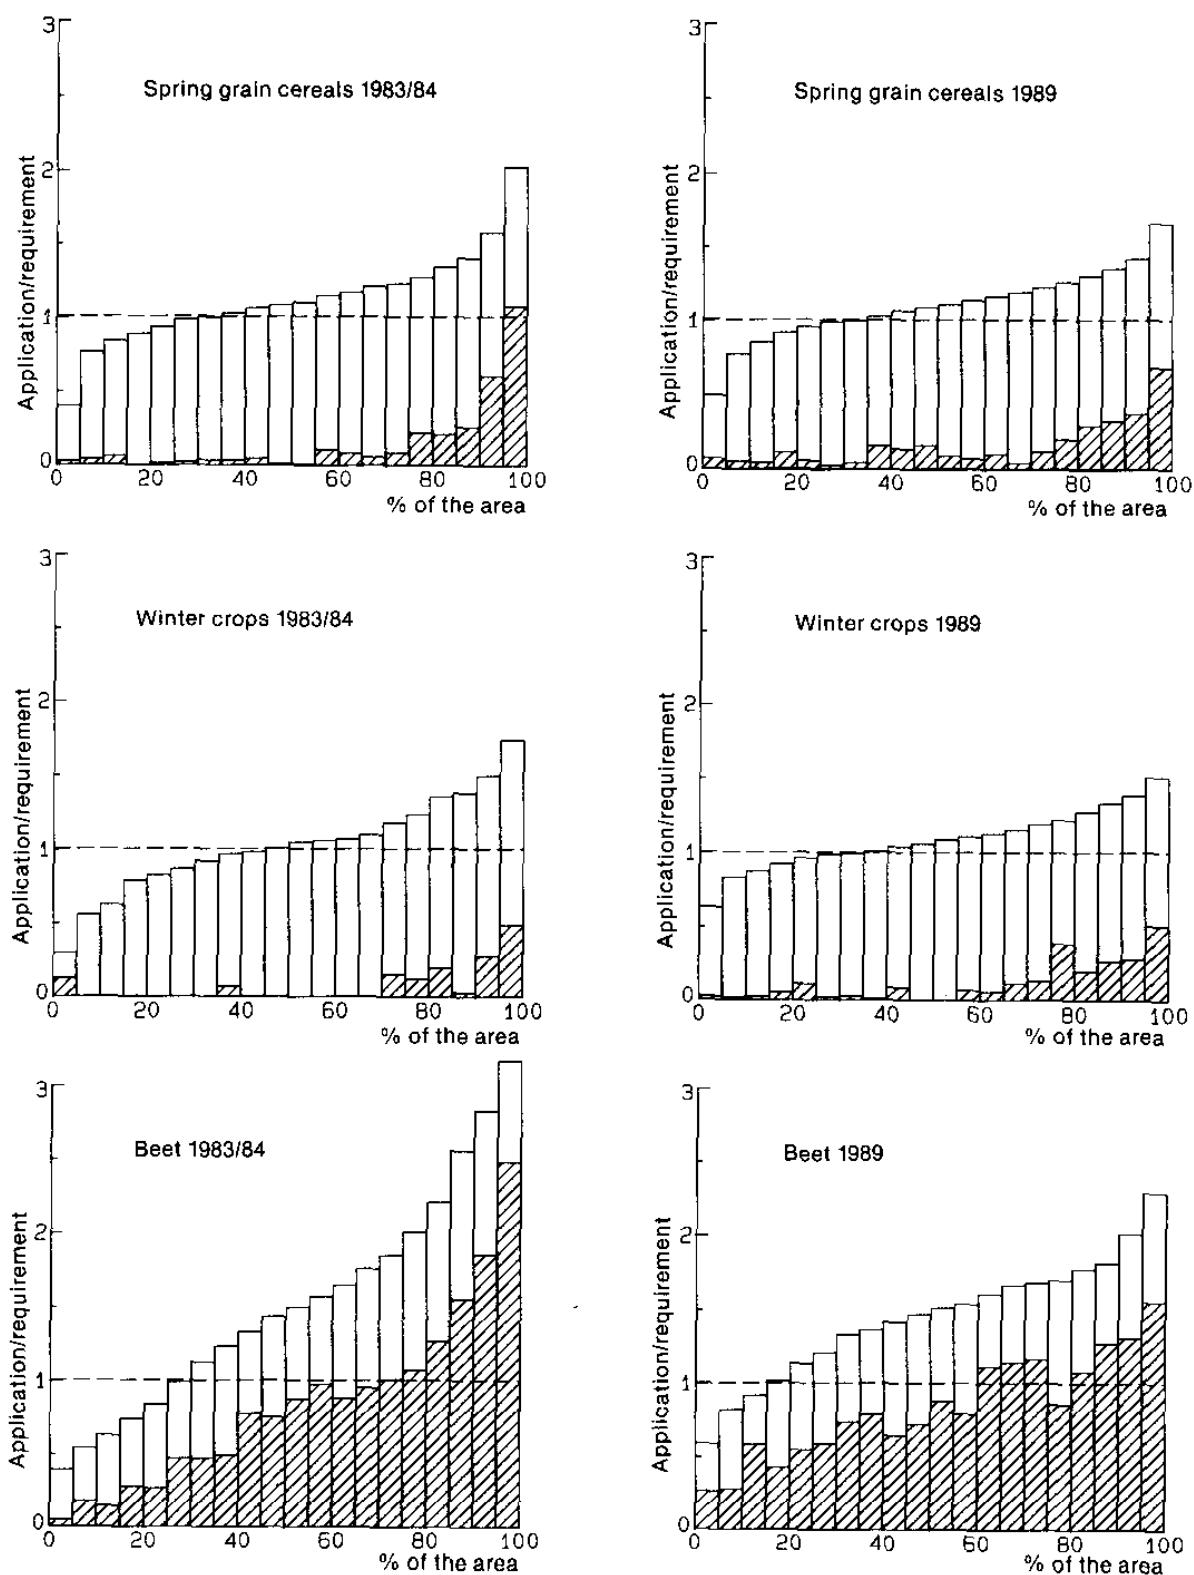 3
Spring grain cereals 1983/84
2
Application/requirement
1
0
0 20 40 60 80 100
% of the area
3
Spring grain cereals 1989
2
Application/requirement
1
0
0 20 40 60 80 100
% of the area
3
Winter crops 1983/84
2
Application/requirement
1
0
0 20 40 60 80 100
% of the area
3
Winter crops 1989
2
Application/requirement
1
0
0 20 40 60 80 100
% of the area
3
Beet 1983/84
2
Application/requirement
1
0
0 20 40 60 80 100
% of the area
3
Beet 1989
2
Application/requirement
1
0
0 20 40 60 80 100
% of the area